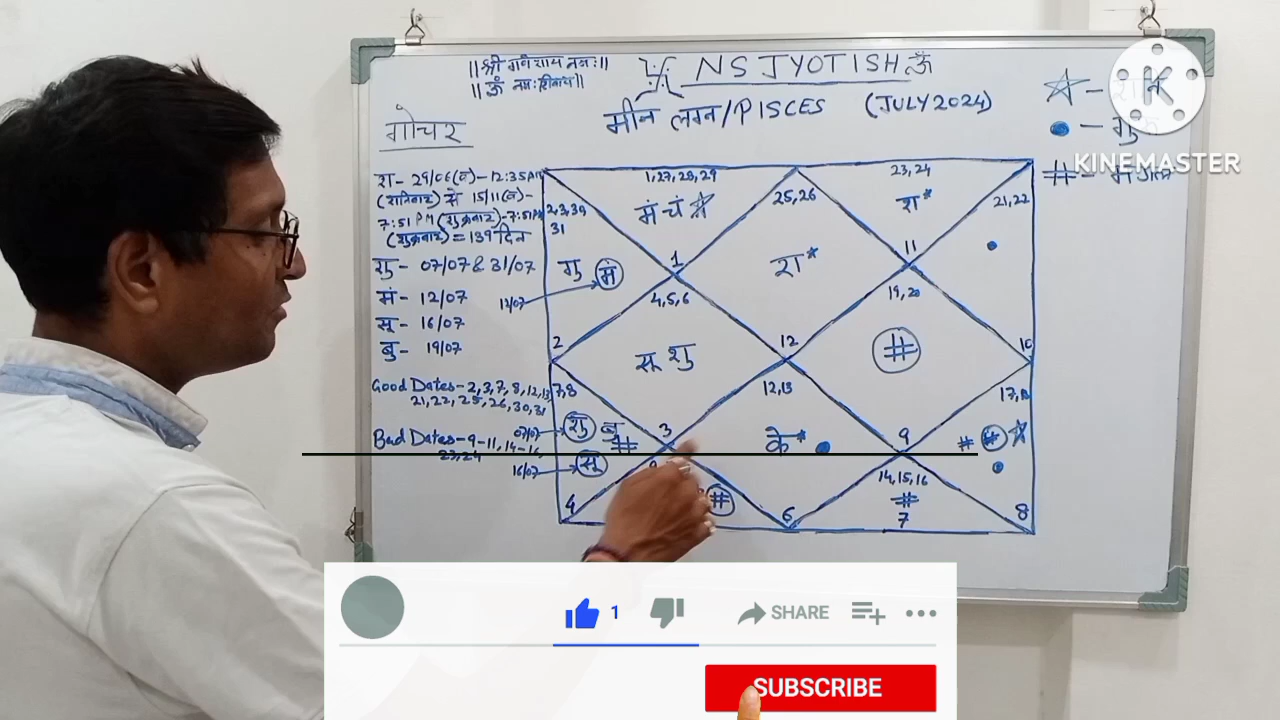 || श्री गणेशाय नमः ||
|| ॐ नमः शिवाय ||
NS JYOTISH ॐ
मीन लग्न/PISCES (JULY 2024)
गोचर
श - 29/06(व) - 12:35AM
(शनिवार) से 15/11(व) -
7:51 PM (शुक्रवार) - 7:51PM
(शुक्रवार) = 139 दिन
शु - 07/07 & 31/07
मं - 12/07
सू - 16/07
बु - 19/07
Good Dates - 2,3,7,8,12,13,
21,22,25,26,30,31
Bad Dates - 9-11,14-16,
23,24
1,27,28,29
मं चं
1
2,3,30
31
गु मं
12/07
2
25,26
श*
12
23,24
रा*
11
21,22
10
4,5,6
सू शु
3
19,20
#
9
7,8
07/07
शु बु
#
16/07
सू
4
12,13
के*
6
#
14,15,16
#
7
17,18
# #
8
# -
K
KINEMASTER
1
SHARE
SUBSCRIBE